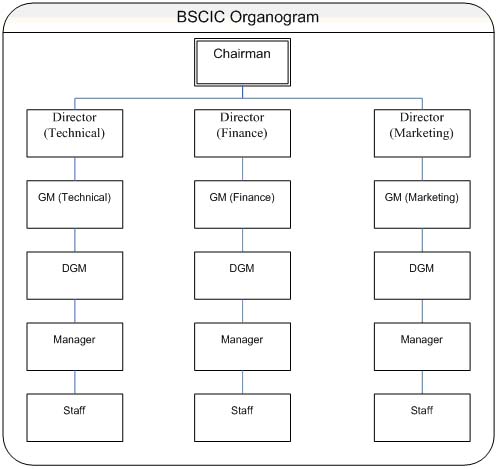 BSCIC Organogram
Chairman
Director
(Technical)
Director
(Finance)
Director
(Marketing)
GM (Technical)
GM (Finance)
GM (Marketing)
DGM
DGM
DGM
Manager
Manager
Manager
Staff
Staff
Staff